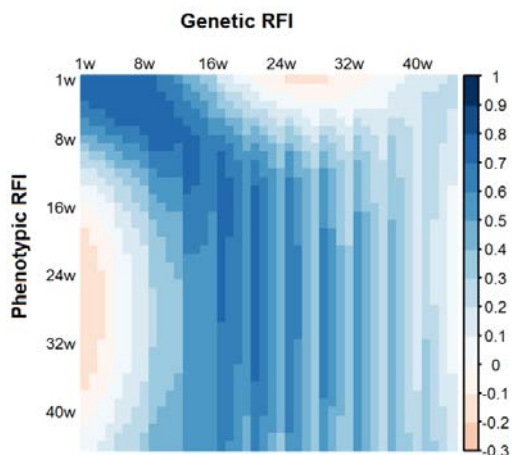 Genetic RFI
1w 8w 16w 24w 32w 40w
Phenotypic RFI
1w
8w
16w
24w
32w
40w
1
0.9
0.8
0.7
0.6
0.5
0.4
0.3
0.2
0.1
0
-0.1
-0.2
-0.3